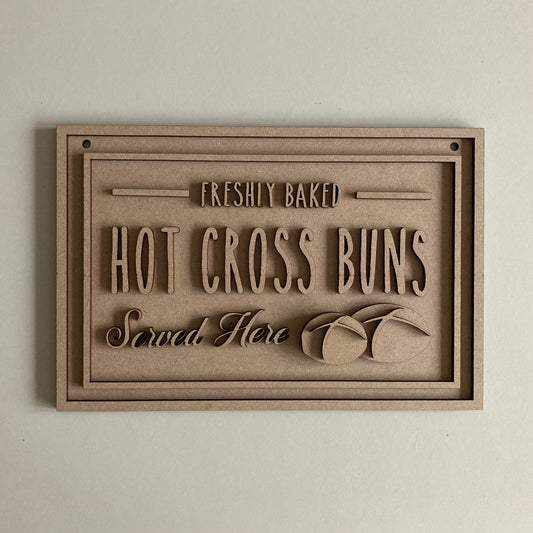 FRESHLY BAKED
HOT CROSS BUNS
Served Here